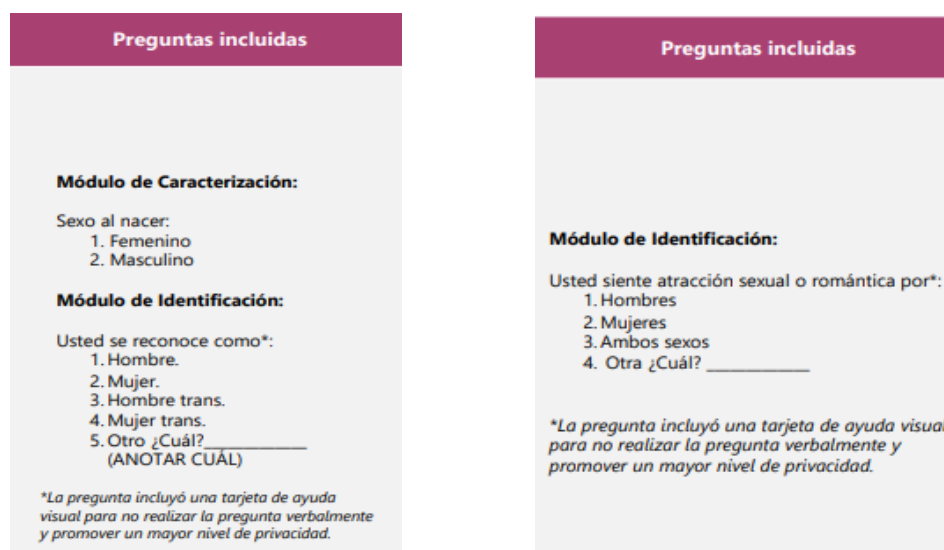 Preguntas incluidas
Módulo de Caracterización:
Sexo al nacer:
1. Femenino
2. Masculino
Módulo de Identificación:
Usted se reconoce como*:
1. Hombre.
2. Mujer.
3. Hombre trans.
4. Mujer trans.
5. Otro ¿Cuál?____________
(ANOTAR CUÁL)
*La pregunta incluyó una tarjeta de ayuda
visual para no realizar la pregunta verbalmente
y promover un mayor nivel de privacidad.
Preguntas incluidas
Módulo de Identificación:
Usted siente atracción sexual o romántica por*:
1. Hombres
2. Mujeres
3. Ambos sexos
4. Otra ¿Cuál? ____________
*La pregunta incluyó una tarjeta de ayuda visual
para no realizar la pregunta verbalmente y
promover un mayor nivel de privacidad.